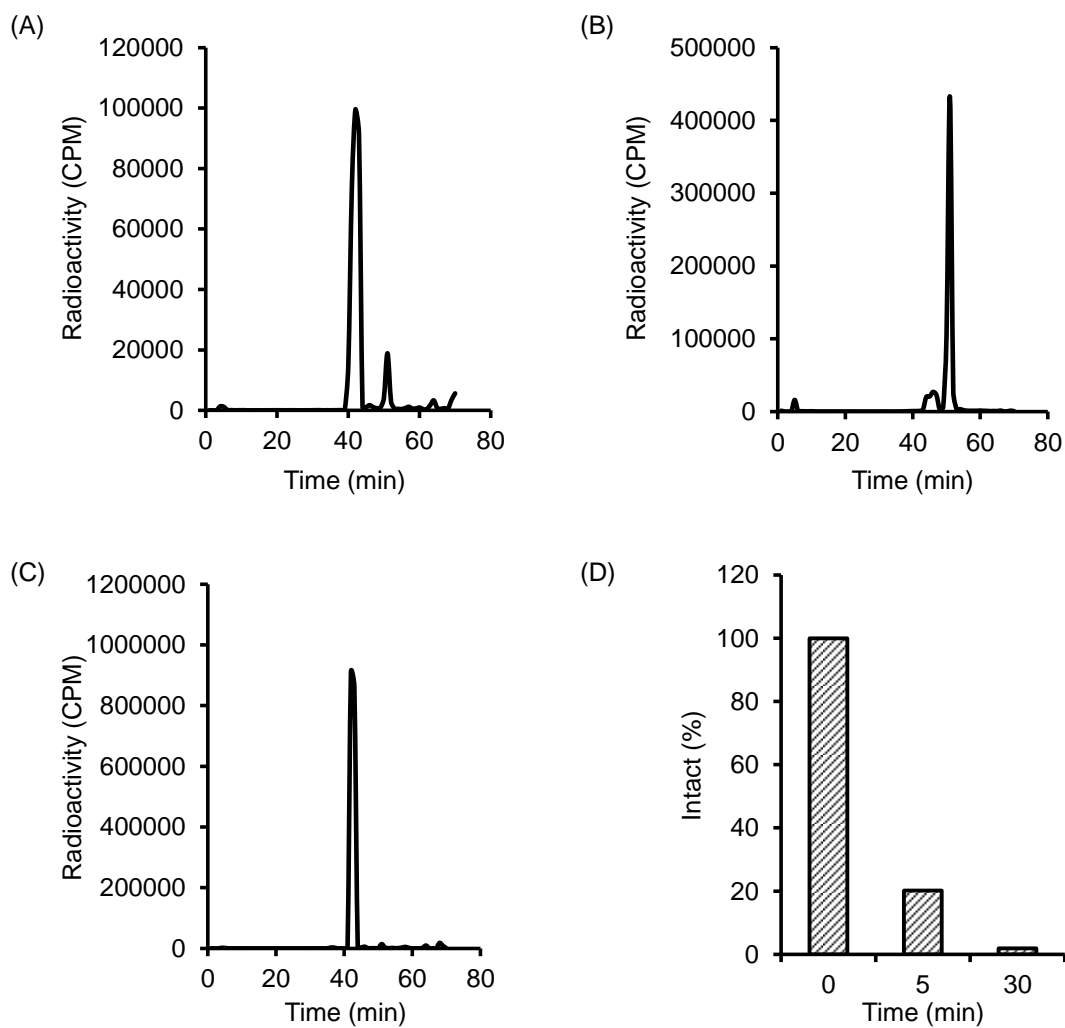 (A)
120000
100000
80000
60000
40000
20000
0
Radioactivity (CPM)
0 20 40 60 80
Time (min)
(B)
500000
400000
300000
200000
100000
0
Radioactivity (CPM)
0 20 40 60 80
Time (min)
(C)
1200000
1000000
800000
600000
400000
200000
0
Radioactivity (CPM)
0 20 40 60 80
Time (min)
(D)
120
100
80
60
40
20
0
Intact (%)
0 5 30
Time (min)